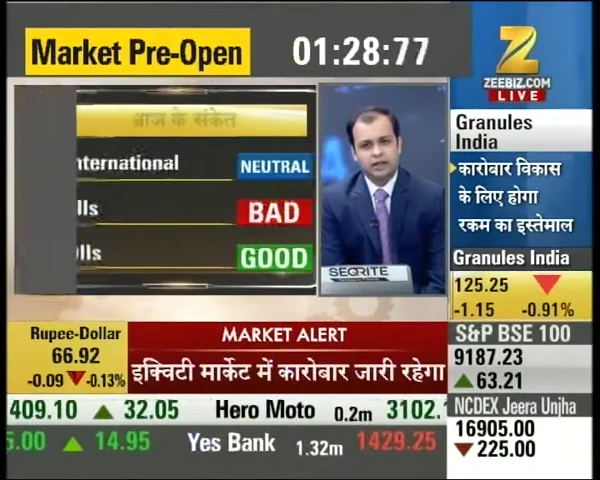 Market Pre-Open
01:28:77
Z
ZEEBIZ.COM
LIVE
आज के संकेत
nternational NEUTRAL
BAD
GOOD
SEQRITE
Granules
India
कारोबार विकास
के लिए होगा
रकम का इस्तेमाल
Granules India
125.25
-1.15 -0.91%
Rupee-Dollar
66.92
-0.09 -0.13%
MARKET ALERT
इक्विटी मार्केट में कारोबार जारी रहेगा
S&P BSE 100
9187.23
63.21
NCDEX Jeera Unjha
16905.00
225.00
409.10 32.05 Hero Moto 0.2m 3102.1
5.00 14.95 Yes Bank 1.32m 1429.25